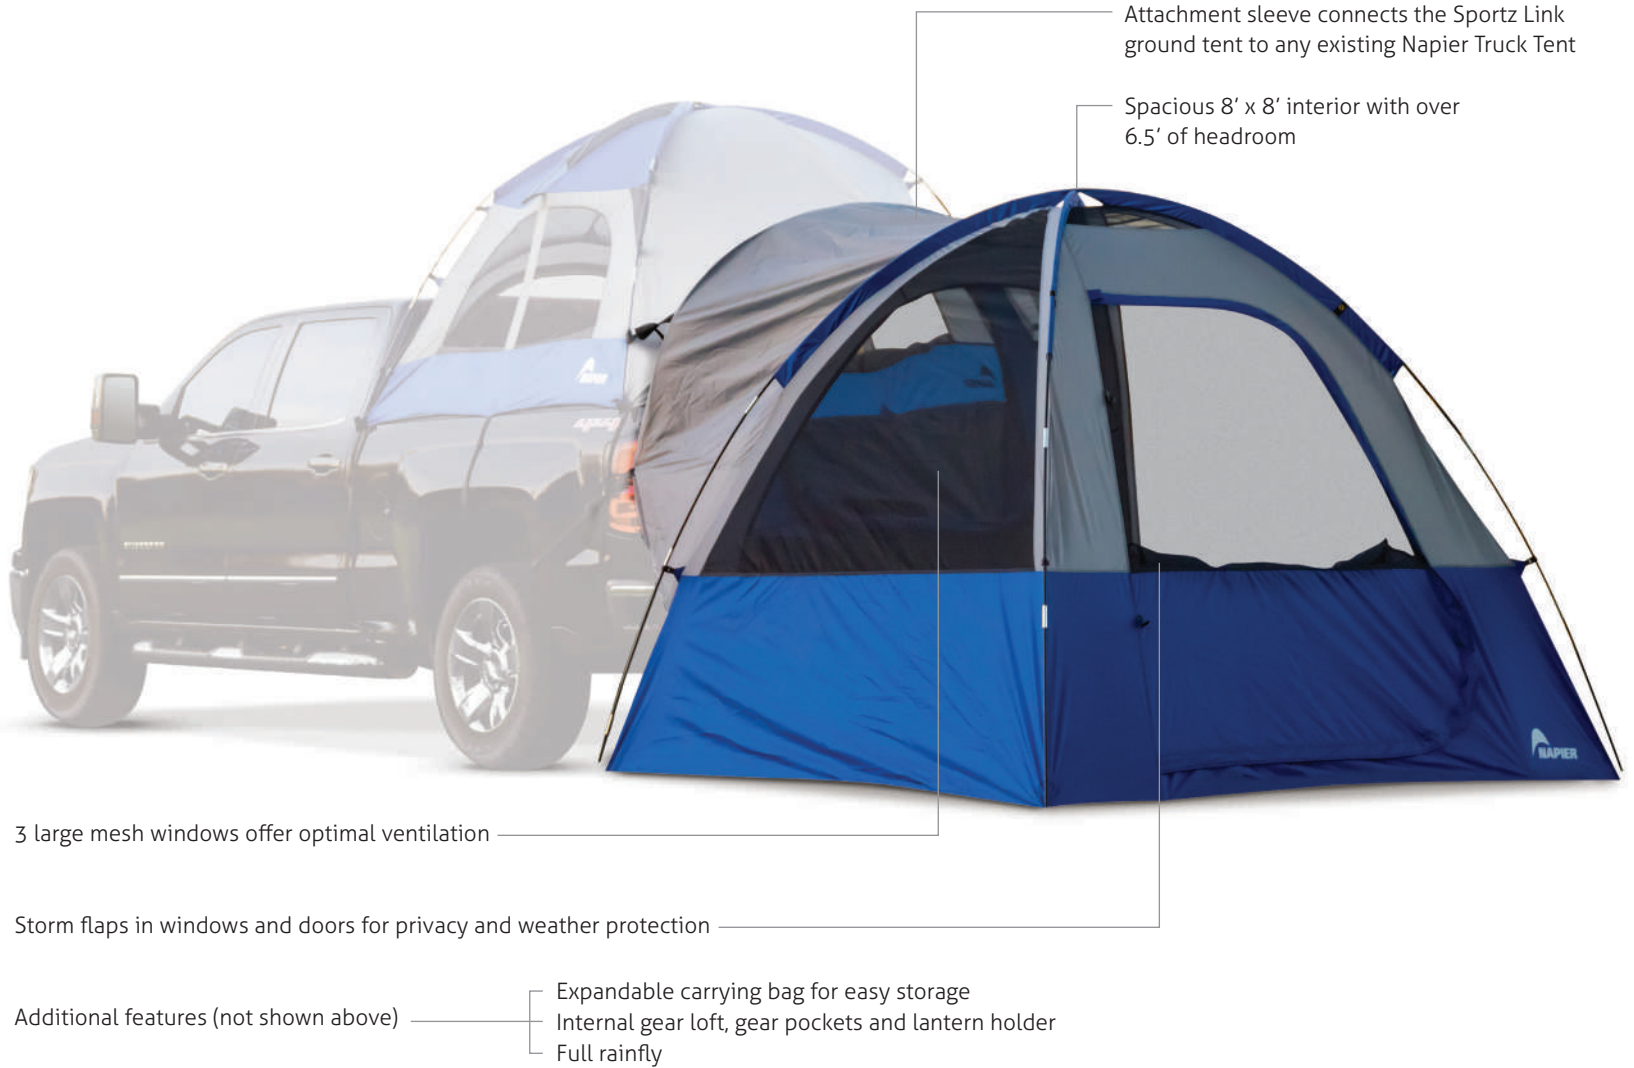 Attachment sleeve connects the Sportz Link
ground tent to any existing Napier Truck Tent
Spacious 8’ x 8’ interior with over
6.5’ of headroom
NAPIER
4x4
NAPIER
3 large mesh windows offer optimal ventilation
Storm flaps in windows and doors for privacy and weather protection
Additional features (not shown above)
Expandable carrying bag for easy storage
Internal gear loft, gear pockets and lantern holder
Full rainfly